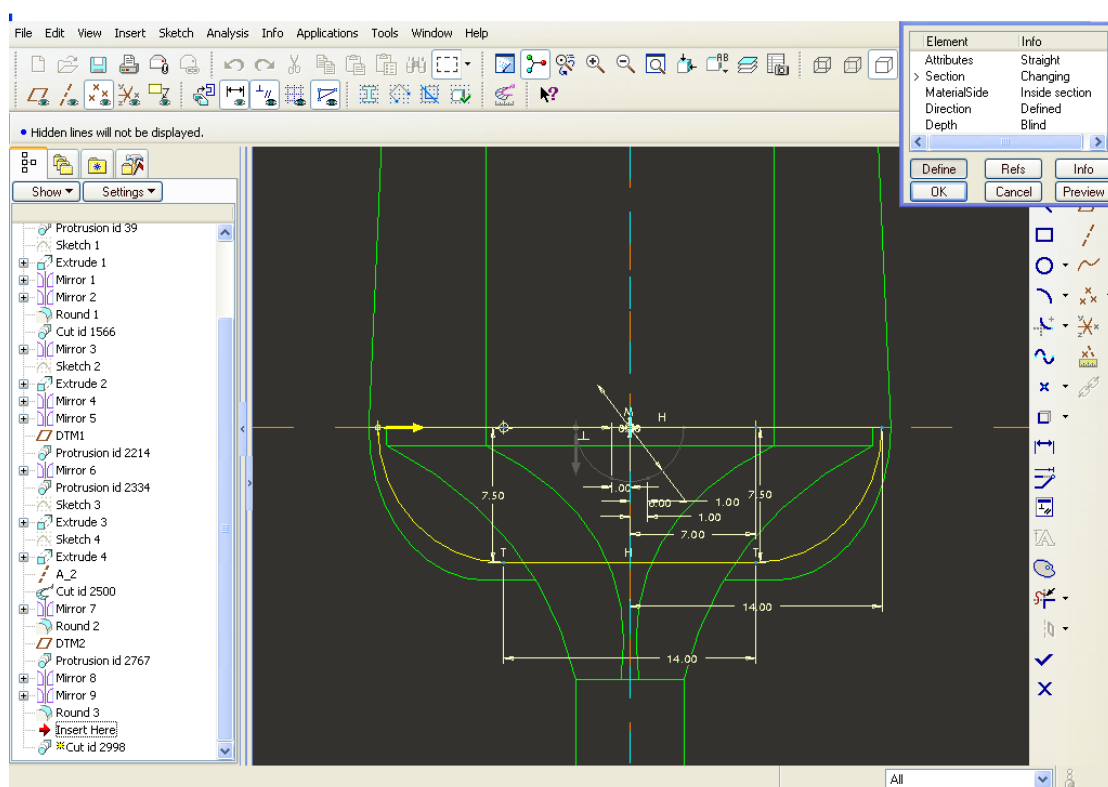 File Edit View Insert Sketch Analysis Info Applications Tools Window Help
Element Info
Attributes Straight
> Section Changing
MaterialSide Inside section
Direction Defined
Depth Blind
Define Refs Info
OK Cancel Preview
• Hidden lines will not be displayed.
Show Settings
Protrusion id 39
Sketch 1
Extrude 1
Mirror 1
Mirror 2
Round 1
Cut id 1566
Mirror 3
Sketch 2
Extrude 2
Mirror 4
Mirror 5
DTM1
Protrusion id 2214
Mirror 6
Protrusion id 2334
Sketch 3
Extrude 3
Sketch 4
Extrude 4
A_2
Cut id 2500
Mirror 7
Round 2
DTM2
Protrusion id 2767
Mirror 8
Mirror 9
Round 3
Insert Here
Cut id 2998
H
7.50
1.00
0.00
1.00
7.50
1.00
7.00
T H T
14.00
14.00
All